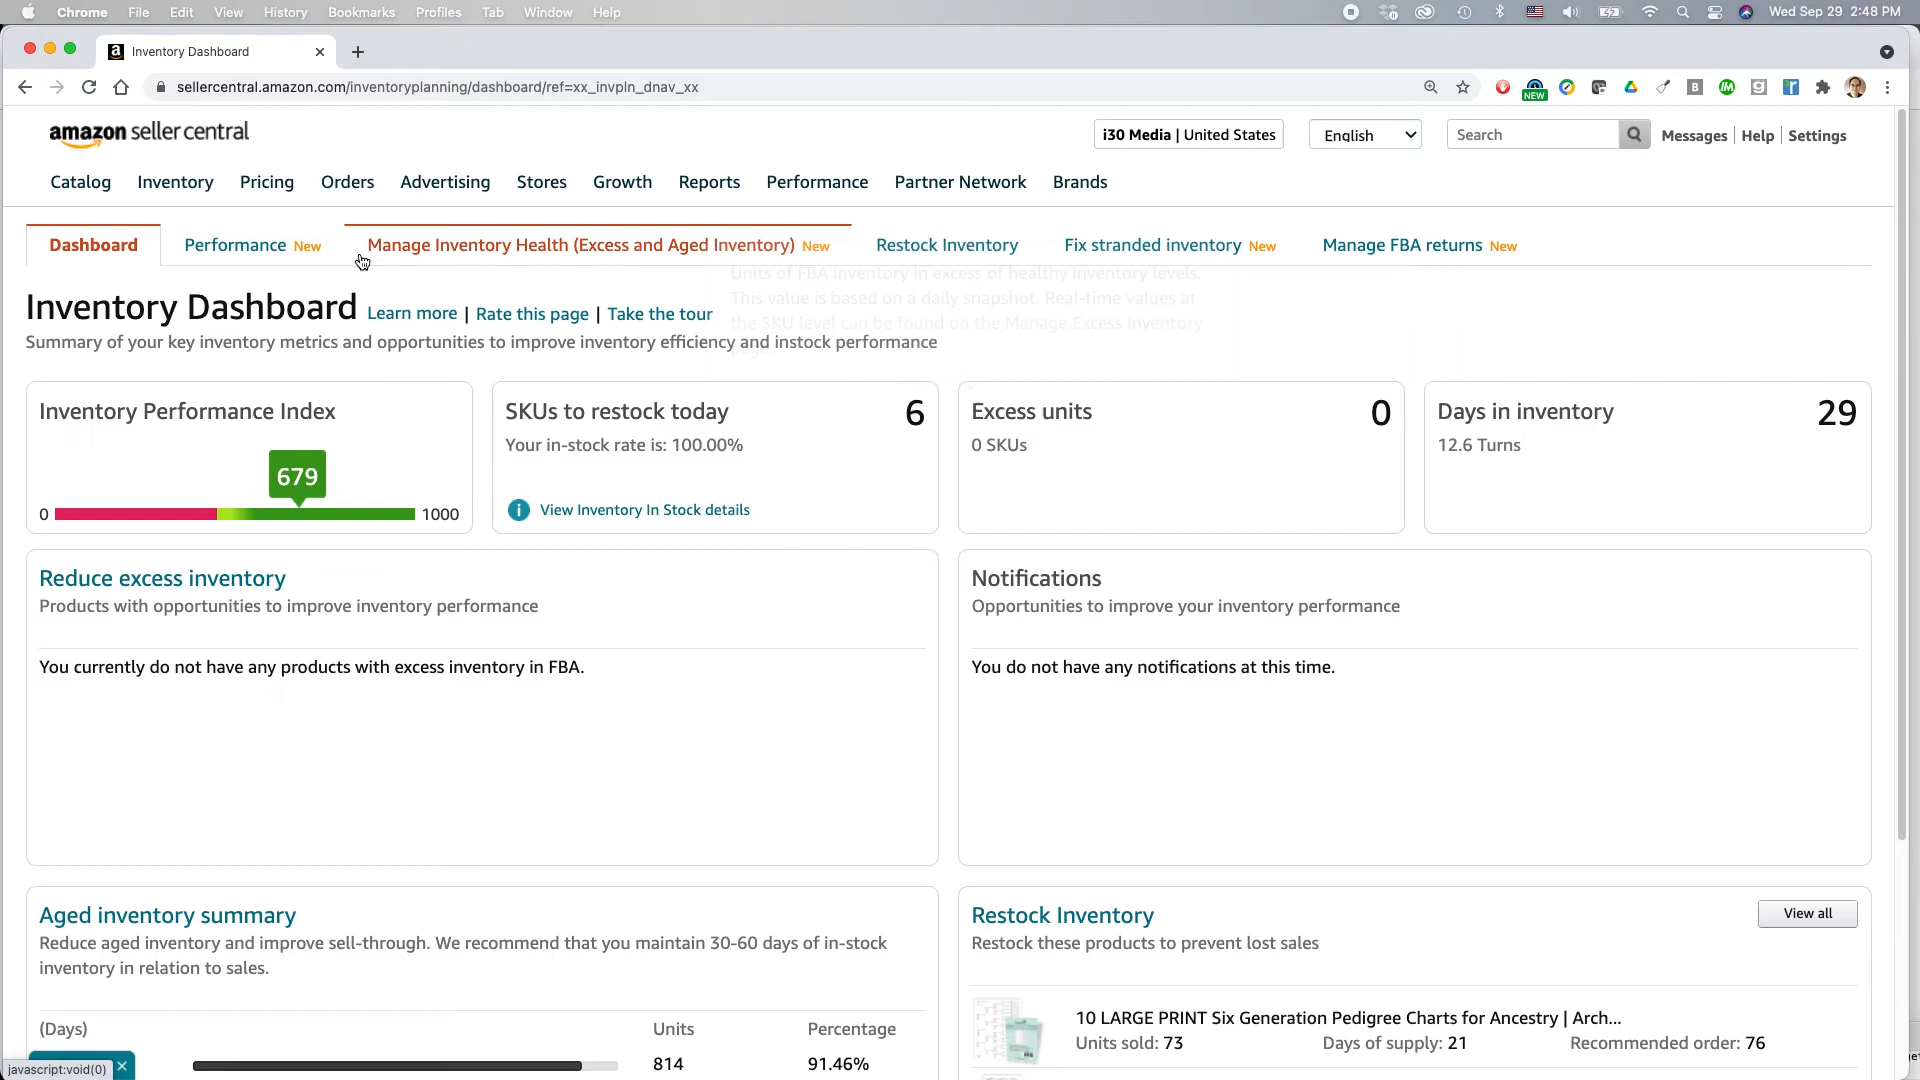 Chrome File Edit View History Bookmarks Profiles Tab Window Help Wed Sep 29 2:48 PM
Inventory Dashboard
sellercentral.amazon.com/inventoryplanning/dashboard/ref=xx_invpln_dnav_xx
NEW
amazon seller central
i30 Media | United States English Search Messages Help Settings
Catalog Inventory Pricing Orders Advertising Stores Growth Reports Performance Partner Network Brands
Dashboard Performance New Manage Inventory Health (Excess and Aged Inventory) New Restock Inventory Fix stranded inventory New Manage FBA returns New
Units of FBA inventory in excess of healthy inventory levels.
This value is based on a daily snapshot. Real-time values at
the SKU level can be found on the Manage Excess Inventory
page.
Inventory Dashboard Learn more | Rate this page | Take the tour
Summary of your key inventory metrics and opportunities to improve inventory efficiency and instock performance
Inventory Performance Index
679
0 1000
SKUs to restock today 6
Your in-stock rate is: 100.00%
View Inventory In Stock details
Excess units 0
0 SKUs
Days in inventory 29
12.6 Turns
Reduce excess inventory
Products with opportunities to improve inventory performance
You currently do not have any products with excess inventory in FBA.
Notifications
Opportunities to improve your inventory performance
You do not have any notifications at this time.
Aged inventory summary
Reduce aged inventory and improve sell-through. We recommend that you maintain 30-60 days of in-stock
inventory in relation to sales.
(Days) Units Percentage
814 91.46%
Restock Inventory View all
Restock these products to prevent lost sales
10 LARGE PRINT Six Generation Pedigree Charts for Ancestry | Arch...
Units sold: 73 Days of supply: 21 Recommended order: 76
javascript:void(0)